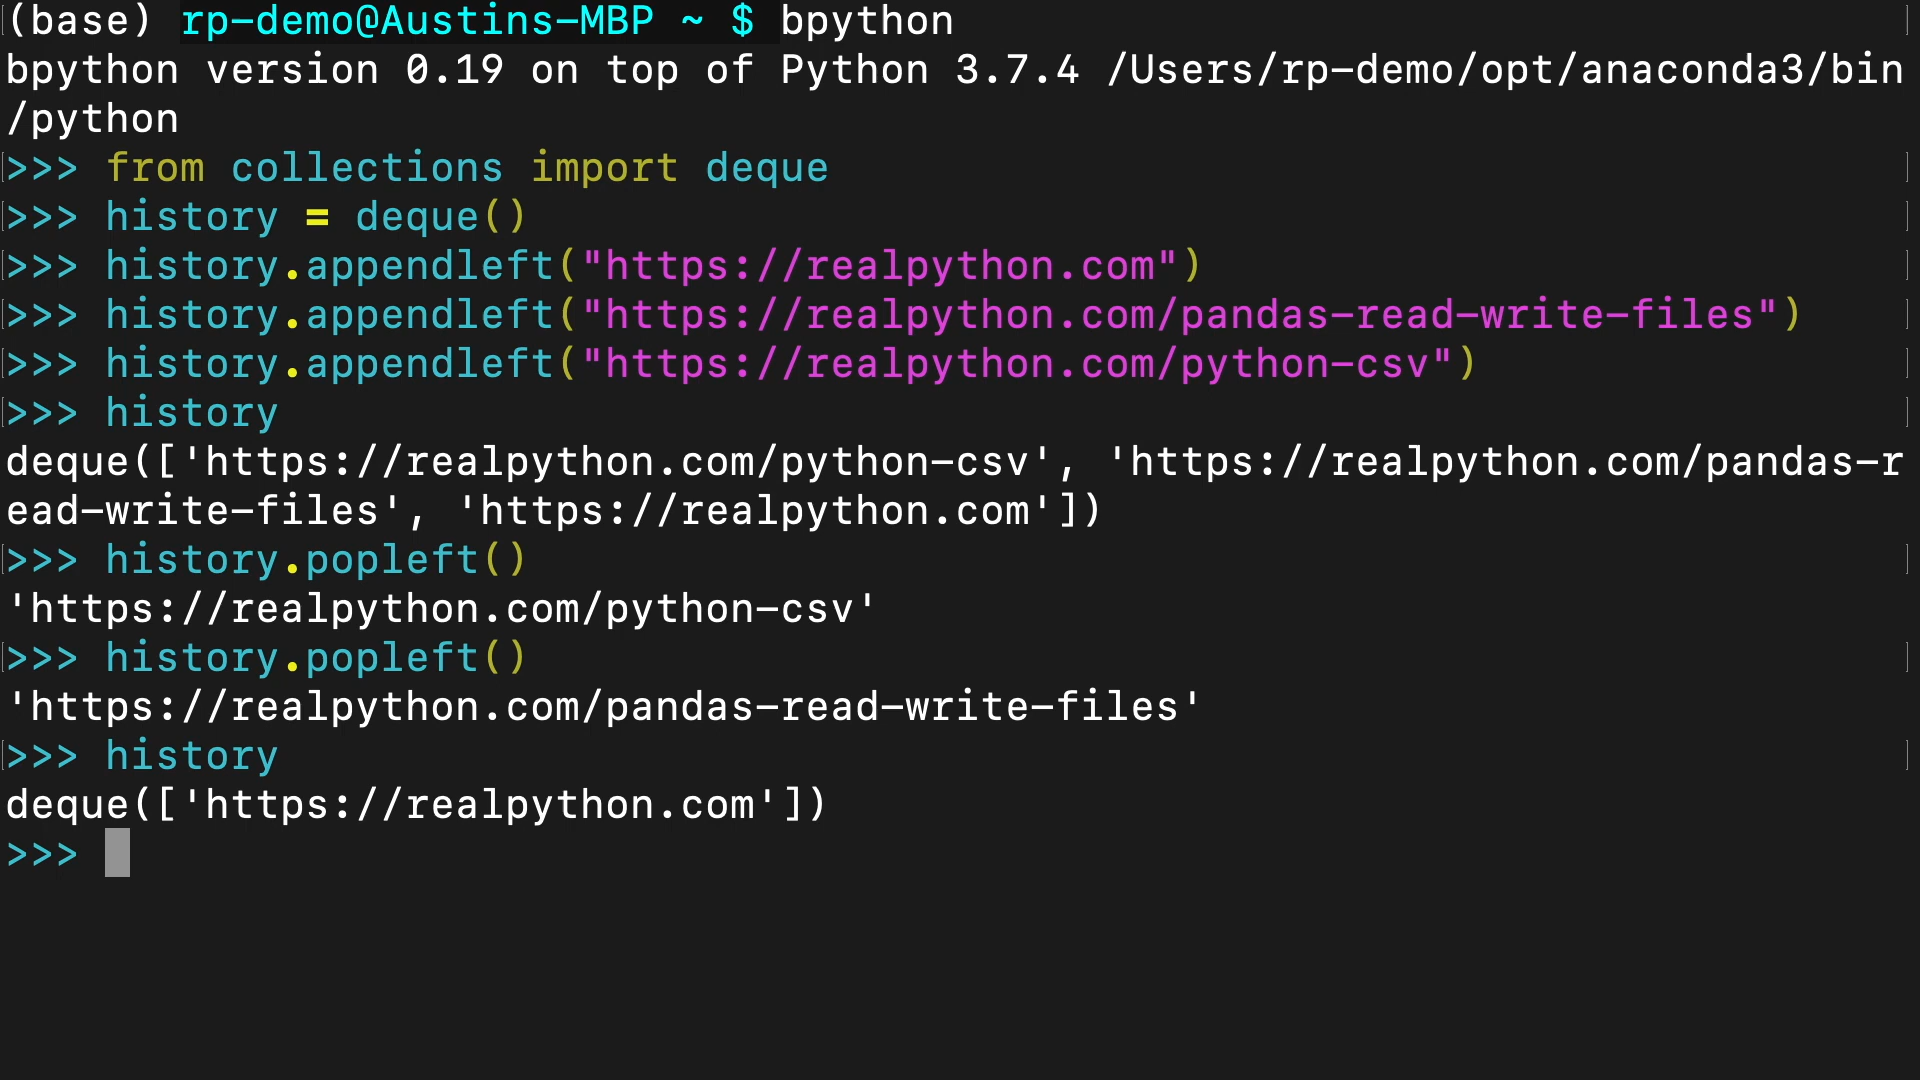 (base) rp-demo@Austins-MBP ~ $ bpython
bpython version 0.19 on top of Python 3.7.4 /Users/rp-demo/opt/anaconda3/bin
/python
>>> from collections import deque
>>> history = deque()
>>> history.appendleft("https://realpython.com")
>>> history.appendleft("https://realpython.com/pandas-read-write-files")
>>> history.appendleft("https://realpython.com/python-csv")
>>> history
deque(['https://realpython.com/python-csv', 'https://realpython.com/pandas-r
ead-write-files', 'https://realpython.com'])
>>> history.popleft()
'https://realpython.com/python-csv'
>>> history.popleft()
'https://realpython.com/pandas-read-write-files'
>>> history
deque(['https://realpython.com'])
>>>